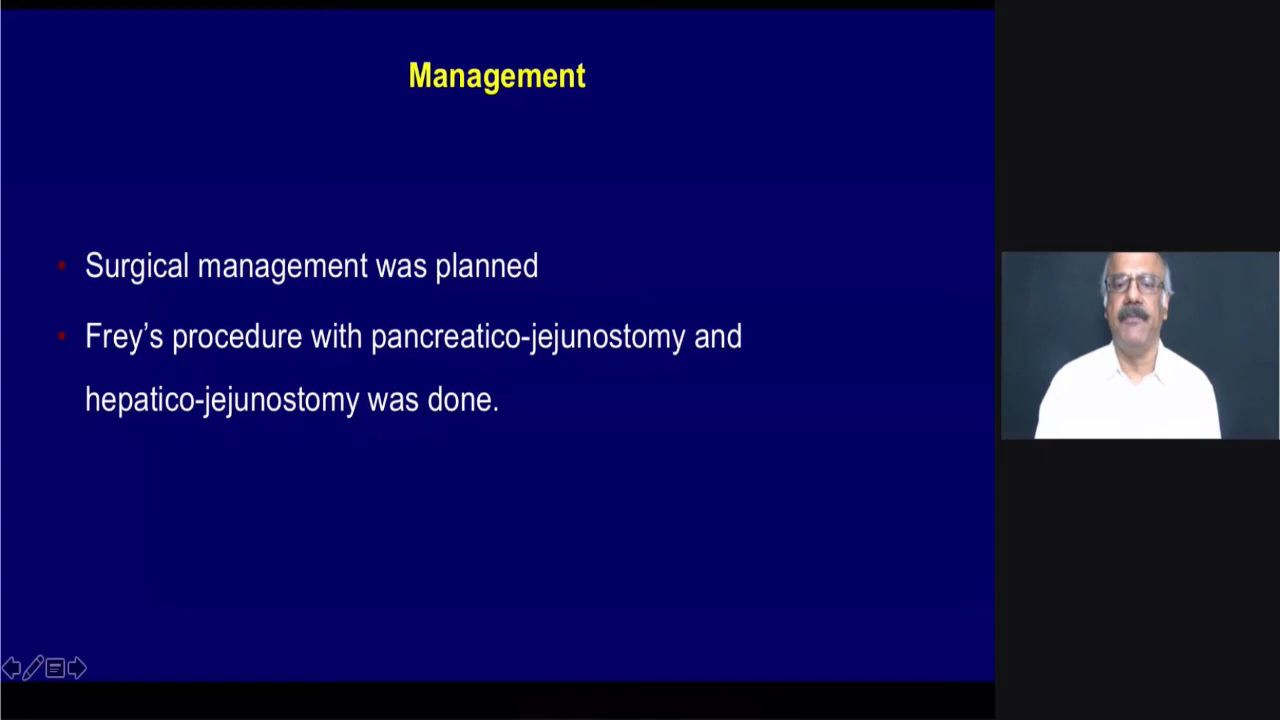 Management
• Surgical management was planned
• Frey’s procedure with pancreatico-jejunostomy and
hepatico-jejunostomy was done.